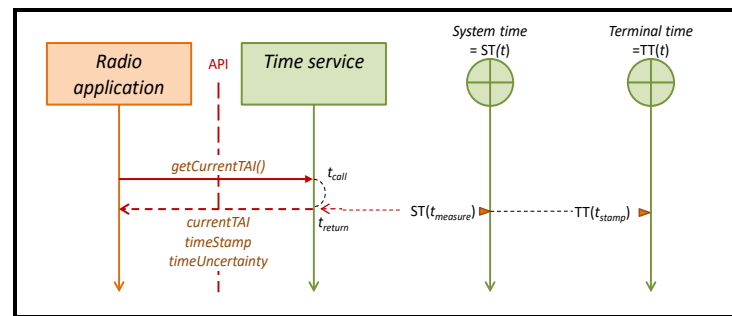 Radio
application
API
Time service
System time
= ST(t)
Terminal time
=TT(t)
getCurrentTAI()
t_call
currentTAI
timeStamp
timeUncertainty
t_return
ST(t_measure)
TT(t_stamp)